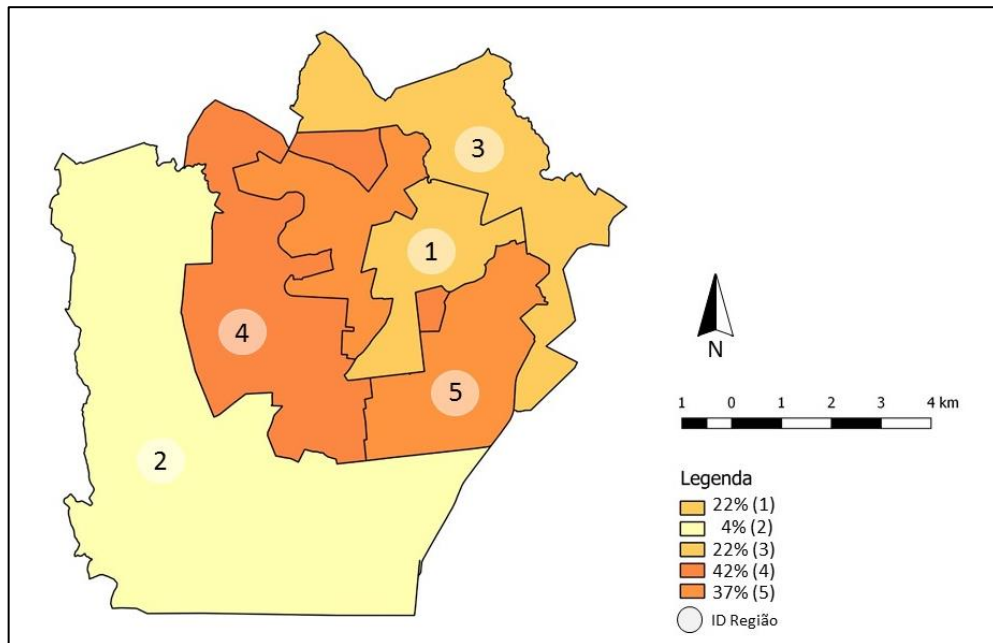 3
1
4
5
2
N
1 0 1 2 3 4 km
Legenda
22% (1)
4% (2)
22% (3)
42% (4)
37% (5)
ID Região